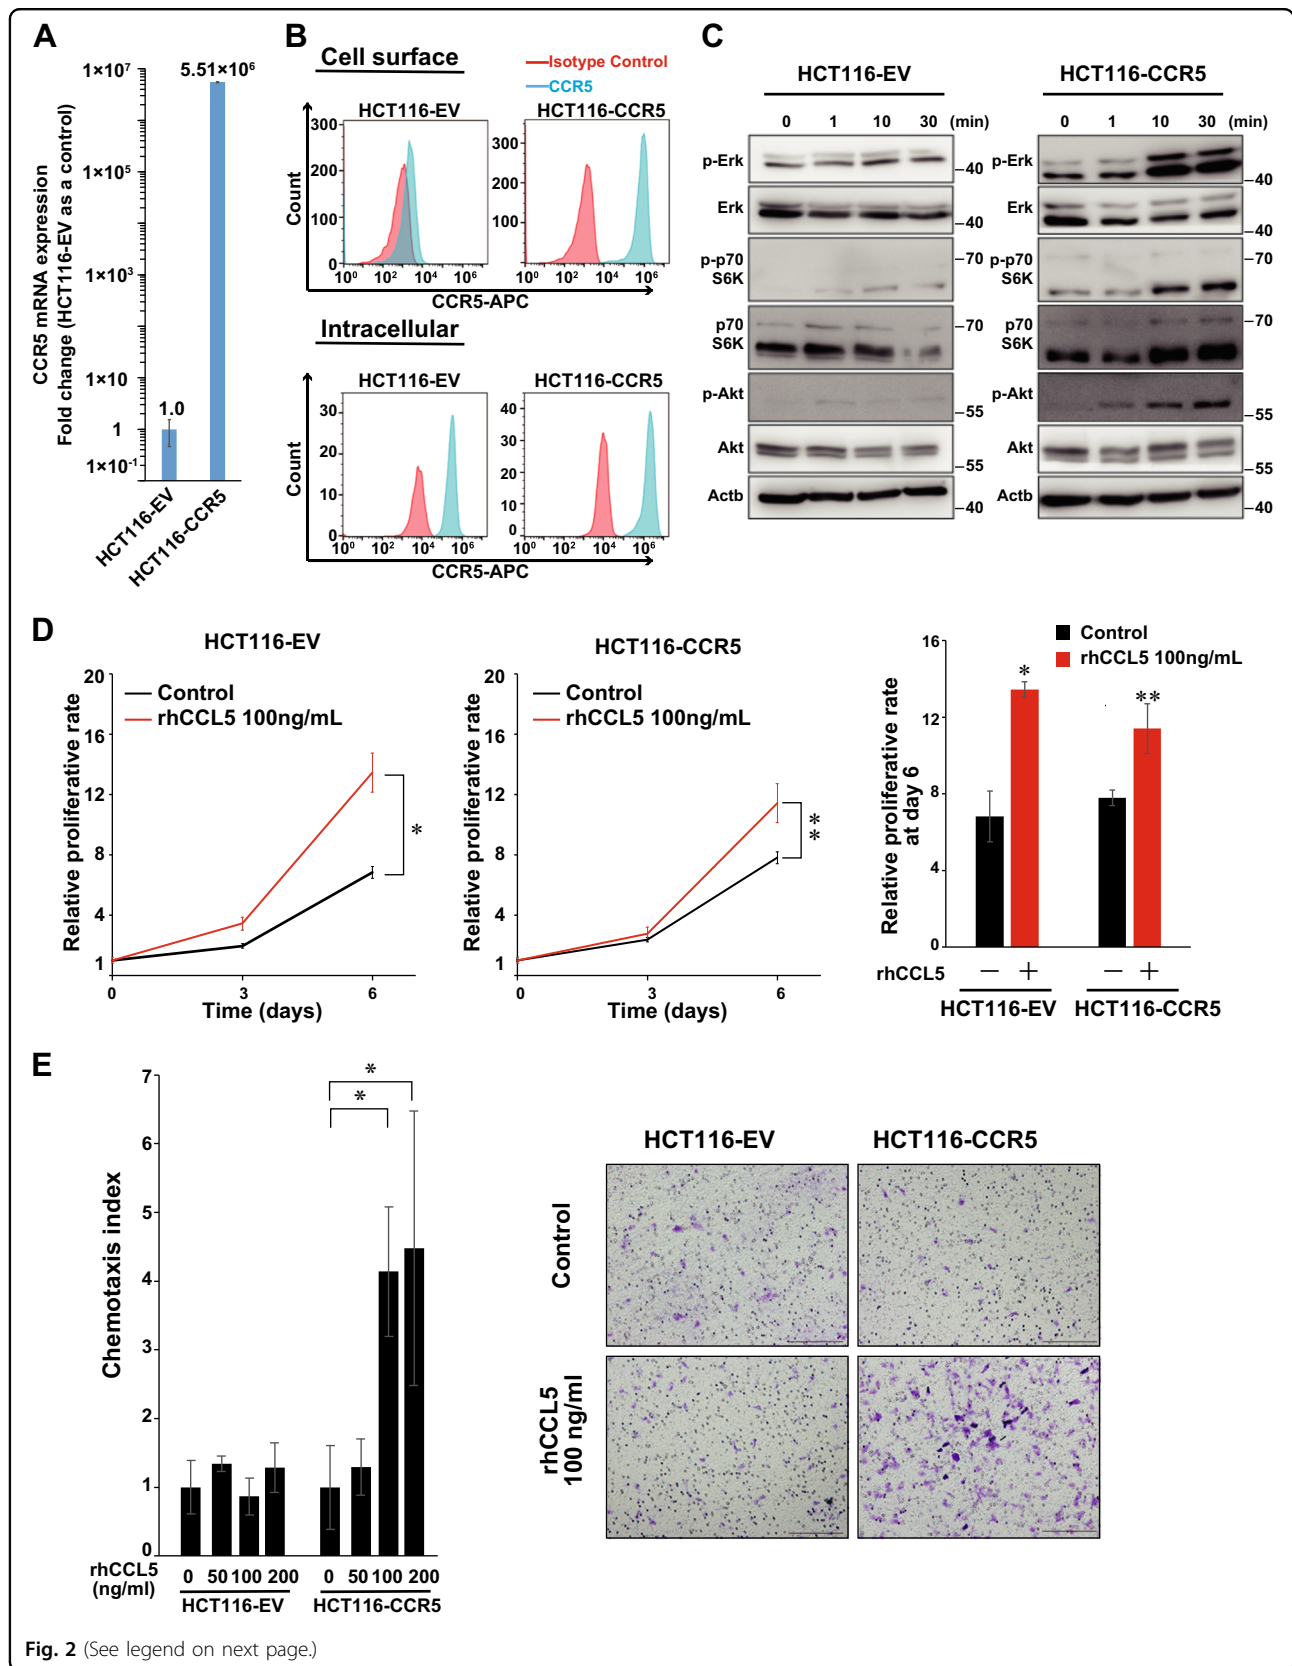 A
CCR5 mRNA expression
Fold change (HCT116-EV as a control)
1×10⁷
1×10⁵
1×10³
1×10
1
1×10⁻¹
5.51×10⁶
1.0
HCT116-EV
HCT116-CCR5
B
Cell surface
Isotype Control
CCR5
HCT116-EV
HCT116-CCR5
Count
300
200
100
0
10⁰ 10² 10⁴ 10⁶
300
200
100
0
10⁰ 10² 10⁴ 10⁶
CCR5-APC
Intracellular
HCT116-EV
HCT116-CCR5
Count
30
20
10
0
10⁰ 10² 10⁴ 10⁶
40
30
20
10
0
10⁰ 10² 10⁴ 10⁶
CCR5-APC
C
HCT116-EV
0 1 10 30 (min)
p-Erk
–40
Erk
–40
p-p70
S6K
–70
p70
S6K
–70
p-Akt
–55
Akt
–55
Actb
–40
HCT116-CCR5
0 1 10 30 (min)
p-Erk
–40
Erk
–40
p-p70
S6K
–70
p70
S6K
–70
p-Akt
–55
Akt
–55
Actb
–40
D
HCT116-EV
Relative proliferative rate
20
16
12
8
4
1
Control
rhCCL5 100ng/mL
*
0 3 6
Time (days)
HCT116-CCR5
Relative proliferative rate
20
16
12
8
4
1
Control
rhCCL5 100ng/mL
**
0 3 6
Time (days)
Control
rhCCL5 100ng/mL
Relative proliferative rate
at day 6
16
12
8
4
0
*
**
rhCCL5 − + − +
HCT116-EV HCT116-CCR5
E
Chemotaxis index
7
6
5
4
3
2
1
0
*
*
rhCCL5
(ng/ml)
0 50 100 200 0 50 100 200
HCT116-EV HCT116-CCR5
HCT116-EV HCT116-CCR5
Control
rhCCL5
100 ng/ml
Fig. 2 (See legend on next page.)